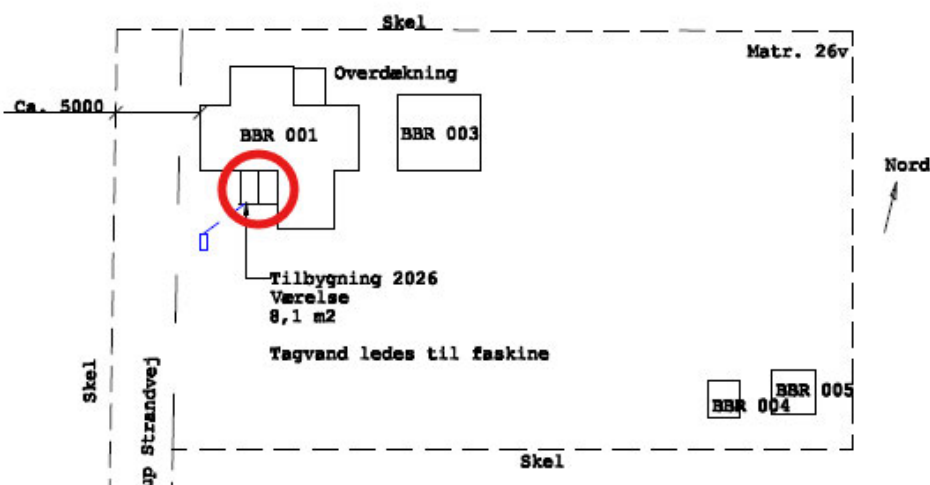 Skel
Matr. 26v
Overdækning
Ca. 5000
BBR 001
BBR 003
Nord
Tilbygning 2026
Værelse
8,1 m2
Tagvand ledes til faskine
Skel
Strandvej
BBR 005
BBR 004
Skel